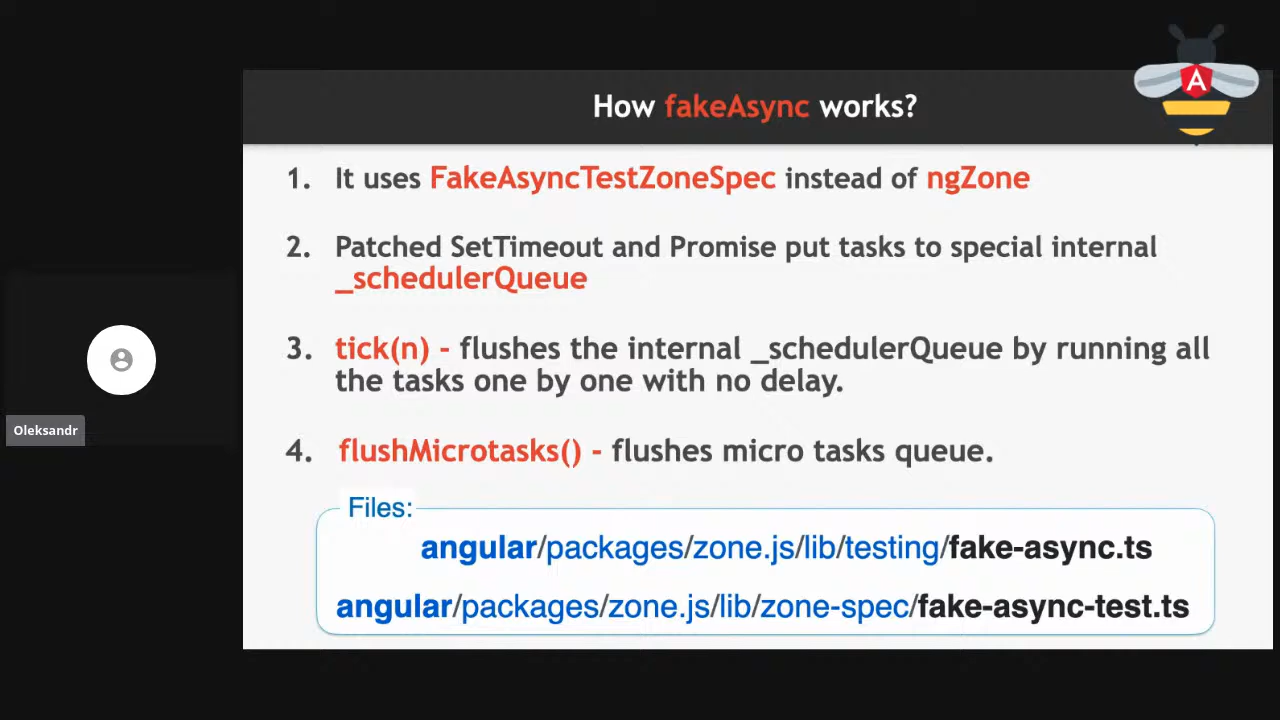 How fakeAsync works?
1. It uses FakeAsyncTestZoneSpec instead of ngZone
2. Patched SetTimeout and Promise put tasks to special internal
_schedulerQueue
3. tick(n) - flushes the internal _schedulerQueue by running all
the tasks one by one with no delay.
4. flushMicrotasks() - flushes micro tasks queue.
Files:
angular/packages/zone.js/lib/testing/fake-async.ts
angular/packages/zone.js/lib/zone-spec/fake-async-test.ts
Oleksandr
A